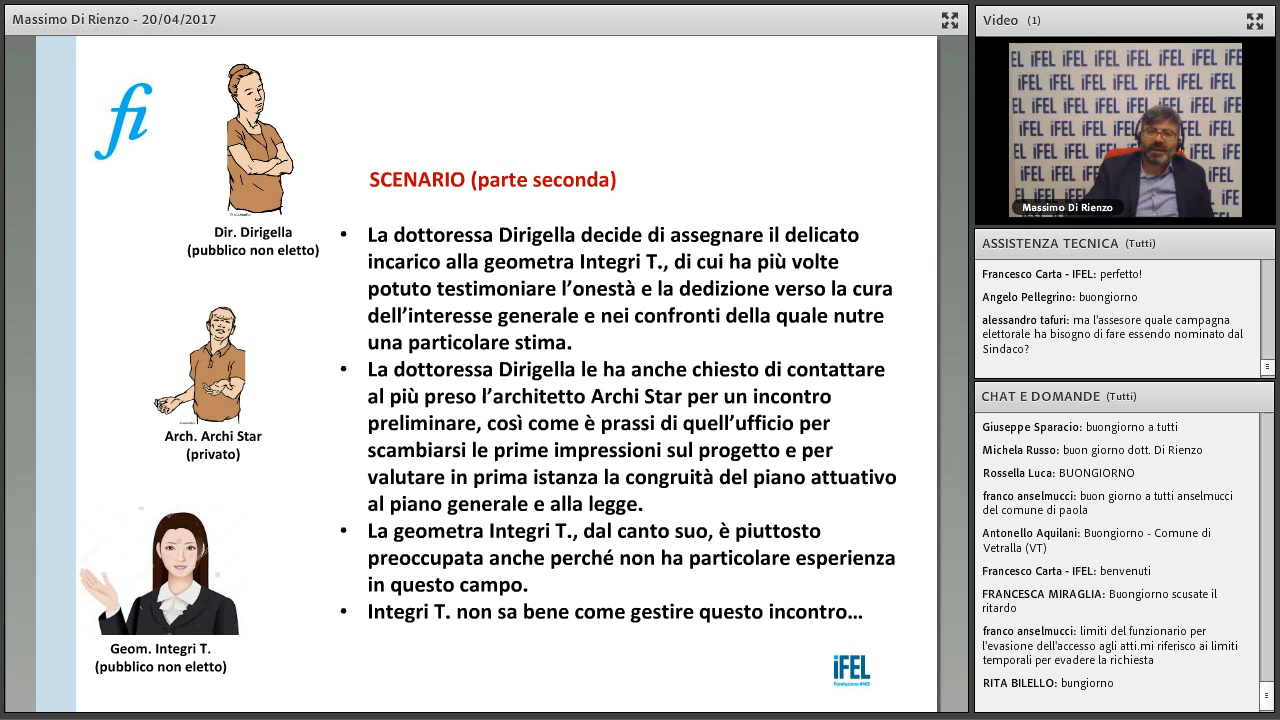 Massimo Di Rienzo - 20/04/2017
fi
Dir. Dirigella
(pubblico non eletto)
Arch. Archi Star
(privato)
Geom. Integri T.
(pubblico non eletto)
SCENARIO (parte seconda)
• La dottoressa Dirigella decide di assegnare il delicato
incarico alla geometra Integri T., di cui ha più volte
potuto testimoniare l’onestà e la dedizione verso la cura
dell’interesse generale e nei confronti della quale nutre
una particolare stima.
• La dottoressa Dirigella le ha anche chiesto di contattare
al più preso l’architetto Archi Star per un incontro
preliminare, così come è prassi di quell’ufficio per
scambiarsi le prime impressioni sul progetto e per
valutare in prima istanza la congruità del piano attuativo
al piano generale e alla legge.
• La geometra Integri T., dal canto suo, è piuttosto
preoccupata anche perché non ha particolare esperienza
in questo campo.
• Integri T. non sa bene come gestire questo incontro…
iFEL
Fondazione ANCI
Video (1)
Massimo Di Rienzo
ASSISTENZA TECNICA (Tutti)
Francesco Carta - IFEL: perfetto!
Angelo Pellegrino: buongiorno
alessandro tafuri: ma l'assesore quale campagna
elettorale ha bisogno di fare essendo nominato dal
Sindaco?
CHAT E DOMANDE (Tutti)
Giuseppe Sparacio: buongiorno a tutti
Michela Russo: buon giorno dott. Di Rienzo
Rossella Luca: BUONGIORNO
franco anselmucci: buon giorno a tutti anselmucci
del comune di paola
Antonello Aquilani: Buongiorno - Comune di
Vetralla (VT)
Francesco Carta - IFEL: benvenuti
FRANCESCA MIRAGLIA: Buongiorno scusate il
ritardo
franco anselmucci: limiti del funzionario per
l'evasione dell'accesso agli atti.mi riferisco ai limiti
temporali per evadere la richiesta
RITA BILELLO: bungiorno